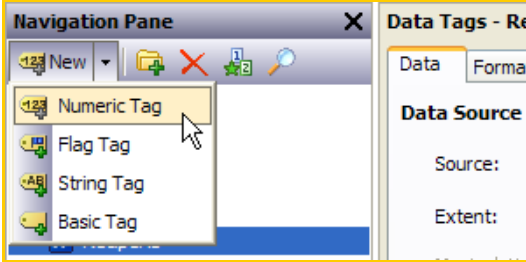 Navigation Pane
Data Tags - Re
New
Data
Forma
Numeric Tag
Data Source
Flag Tag
Source:
String Tag
Extent:
Basic Tag